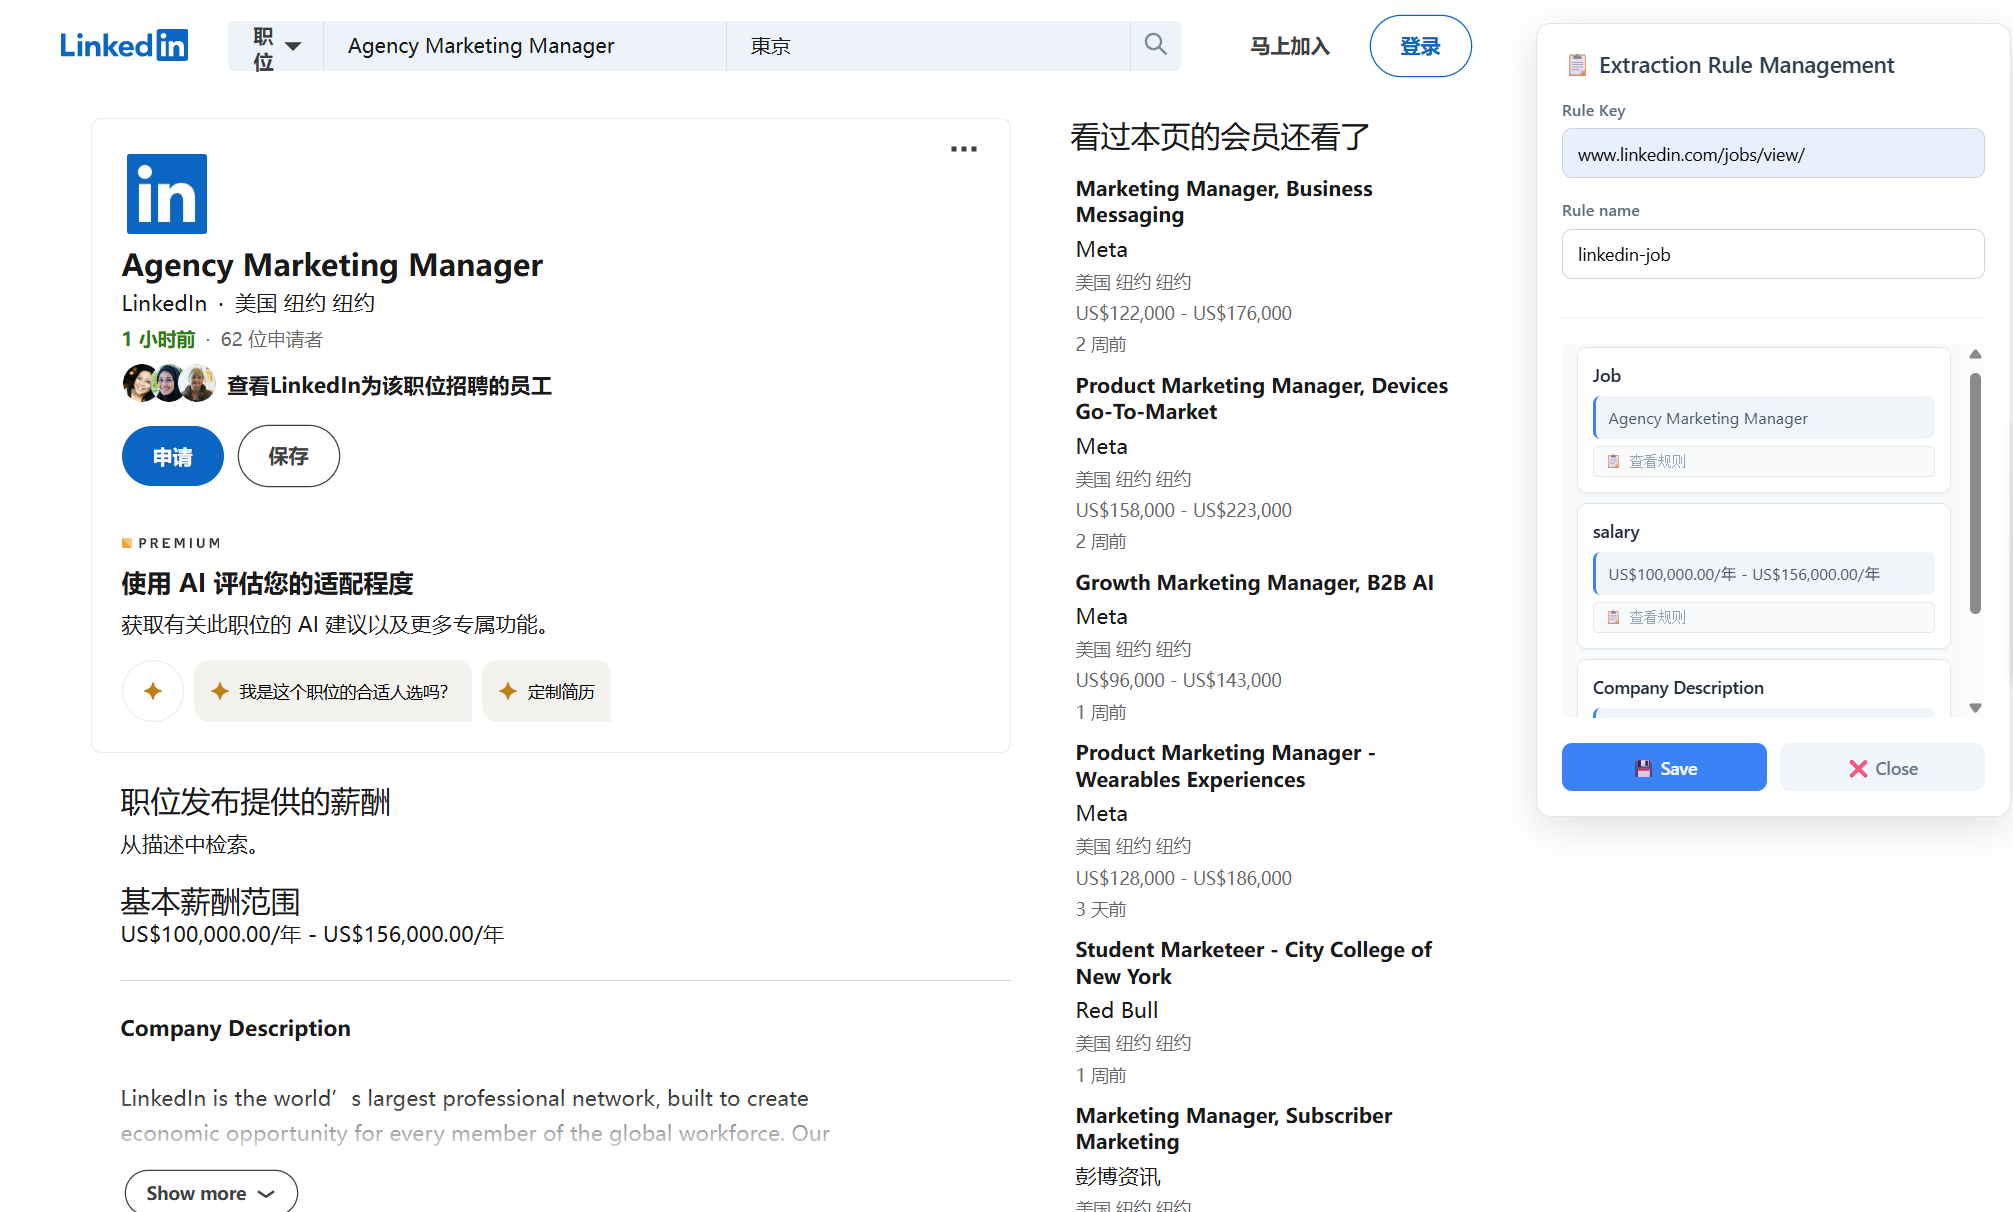 LinkedIn
职位
Agency Marketing Manager
東京
马上加入
登录
in
Agency Marketing Manager
LinkedIn · 美国 纽约 纽约
1 小时前 · 62 位申请者
查看LinkedIn为该职位招聘的员工
申请
保存
PREMIUM
使用 AI 评估您的适配程度
获取有关此职位的 AI 建议以及更多专属功能。
我是这个职位的合适人选吗?
定制简历
职位发布提供的薪酬
从描述中检索。
基本薪酬范围
US$100,000.00/年 - US$156,000.00/年
Company Description
LinkedIn is the world’s largest professional network, built to create
economic opportunity for every member of the global workforce. Our
Show more
看过本页的会员还看了
Marketing Manager, Business
Messaging
Meta
美国 纽约 纽约
US$122,000 - US$176,000
2 周前
Product Marketing Manager, Devices
Go-To-Market
Meta
美国 纽约 纽约
US$158,000 - US$223,000
2 周前
Growth Marketing Manager, B2B AI
Meta
美国 纽约 纽约
US$96,000 - US$143,000
1 周前
Product Marketing Manager -
Wearables Experiences
Meta
美国 纽约 纽约
US$128,000 - US$186,000
3 天前
Student Marketeer - City College of
New York
Red Bull
美国 纽约 纽约
1 周前
Marketing Manager, Subscriber
Marketing
彭博资讯
美国 纽约 纽约
Extraction Rule Management
Rule Key
www.linkedin.com/jobs/view/
Rule name
linkedin-job
Job
Agency Marketing Manager
查看规则
salary
US$100,000.00/年 - US$156,000.00/年
查看规则
Company Description
Save
Close